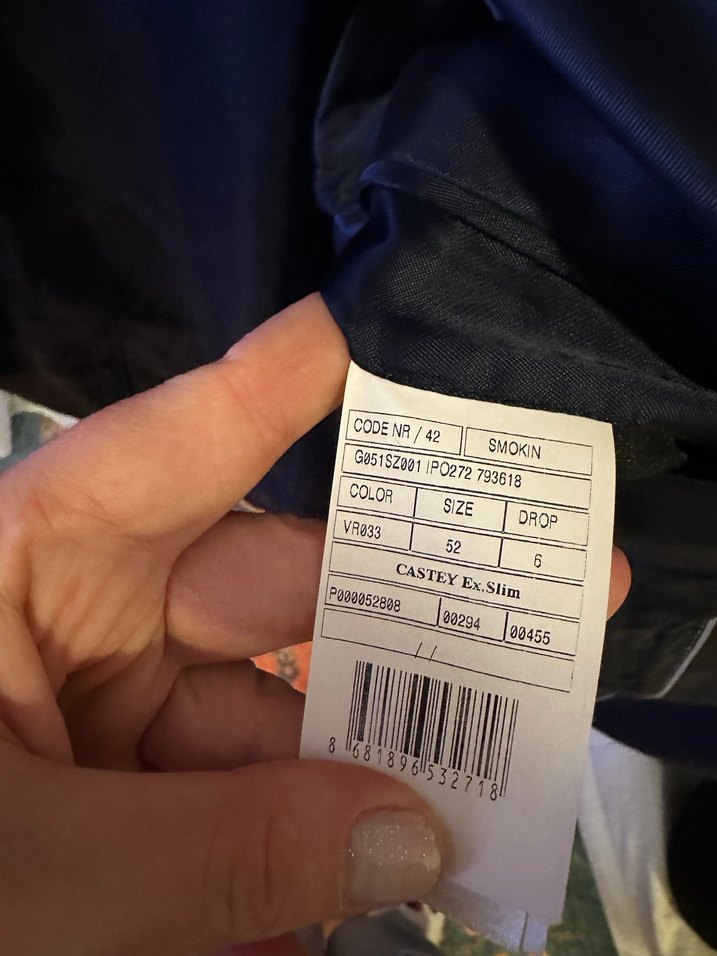 CODE NR / 42 SMOKIN
G051SZ001 IPO272 793618
COLOR SIZE DROP
VR033 52 6
CASTEY Ex.Slim
P000052808 00294 00455
/ /
8 681896 532718